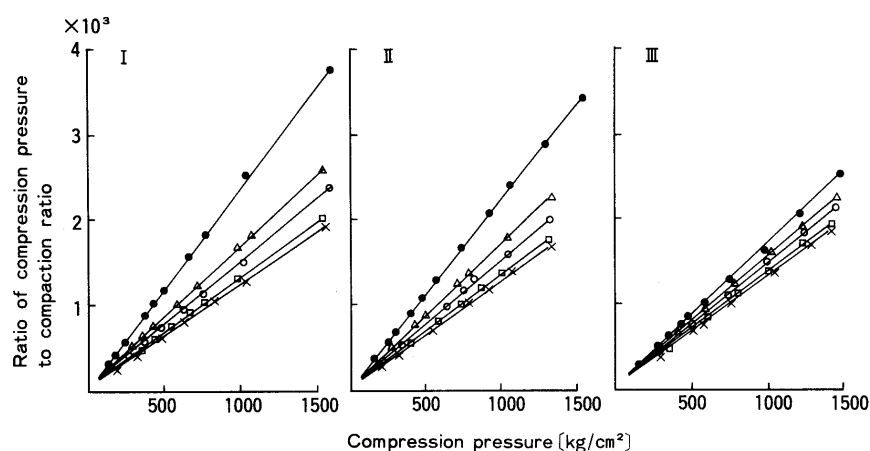 ×10³
I
II
III
4
3
2
1
Ratio of compression pressure
to compaction ratio
500
1000
1500
500
1000
1500
500
1000
1500
Compression pressure [kg/cm²]